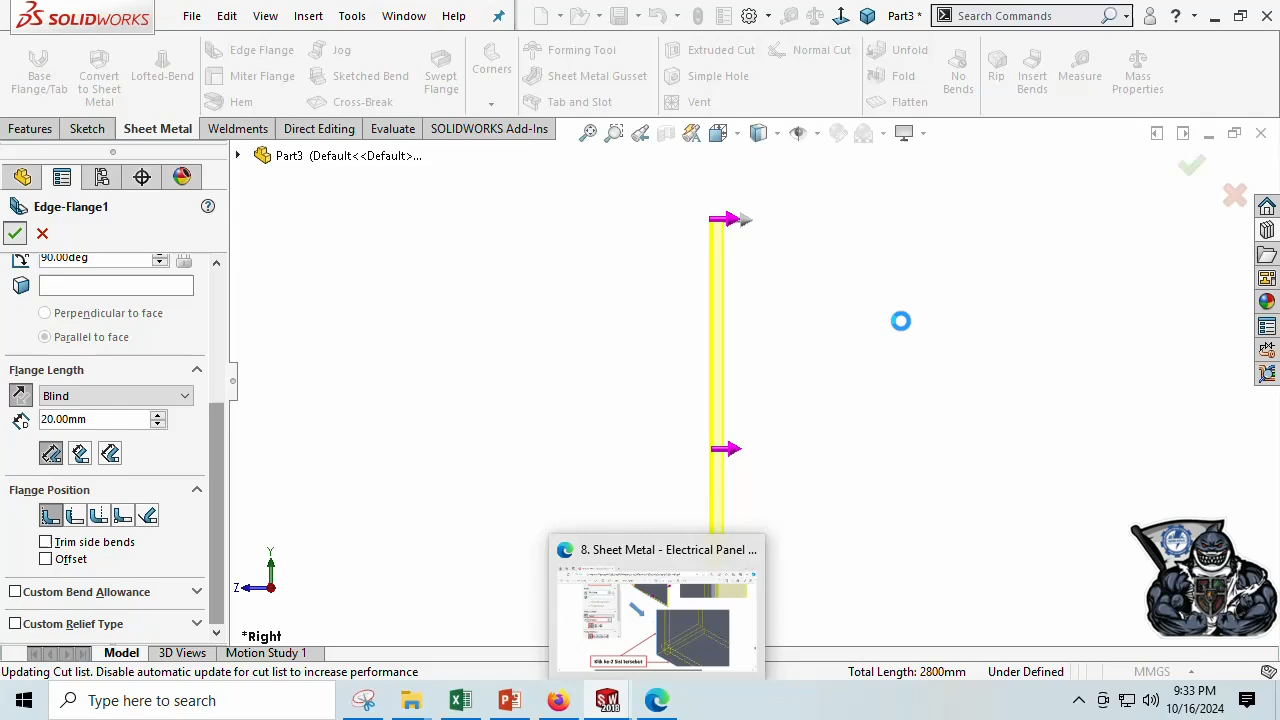 SOLIDWORKS File Edit View Insert Tools Window Help Part3 * Search Commands
Base Flange/Tab
Convert to Sheet Metal
Lofted-Bend
Edge Flange
Miter Flange
Hem
Jog
Sketched Bend
Cross-Break
Swept Flange
Corners
Forming Tool
Sheet Metal Gusset
Tab and Slot
Extruded Cut
Simple Hole
Vent
Normal Cut
Unfold
Fold
Flatten
No Bends
Rip
Insert Bends
Measure
Mass Properties
Features Sketch Sheet Metal Weldments Direct Editing Evaluate SOLIDWORKS Add-Ins
Part3 (Default<<Default>...
Edge-Flange1
90.00deg
Perpendicular to face
Parallel to face
Flange Length
Blind
20.00mm
Flange Position
Trim side bends
Offset
Custom Bend Allowance
Custom Relief Type
Y
Z
*Right
8. Sheet Metal - Electrical Panel ...
Klik ke-2 Sisi tersebut
Model 3D Views Motion Study 1
Updating Cut list. Disable automatic update for cut list to increase performance Total Length: 2800mm Under Defined MMGS
Type here to search
SW
2018
9:33 PM
10/16/2024